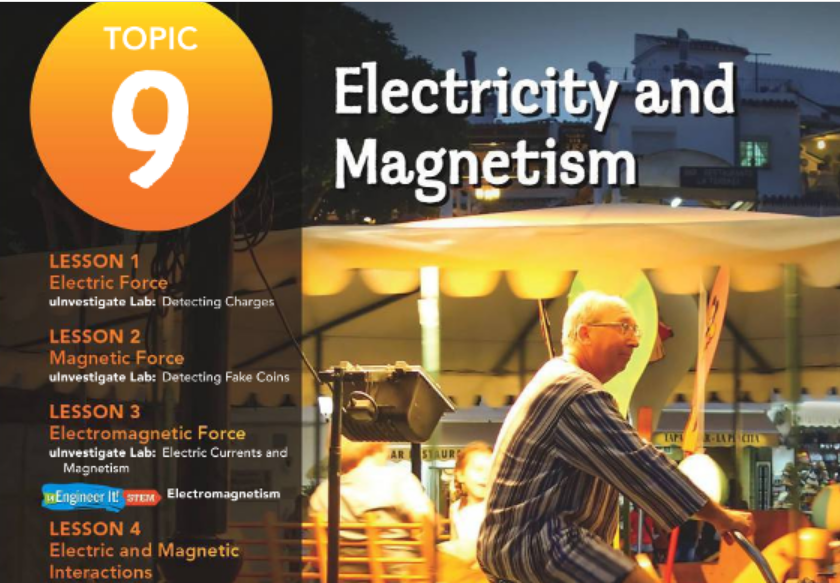 TOPIC
9
Electricity and
Magnetism
LESSON 1
Electric Force
uInvestigate Lab: Detecting Charges
LESSON 2
Magnetic Force
uInvestigate Lab: Detecting Fake Coins
LESSON 3
Electromagnetic Force
uInvestigate Lab: Electric Currents and
Magnetism
Engineer It! STEM Electromagnetism
LESSON 4
Electric and Magnetic
Interactions